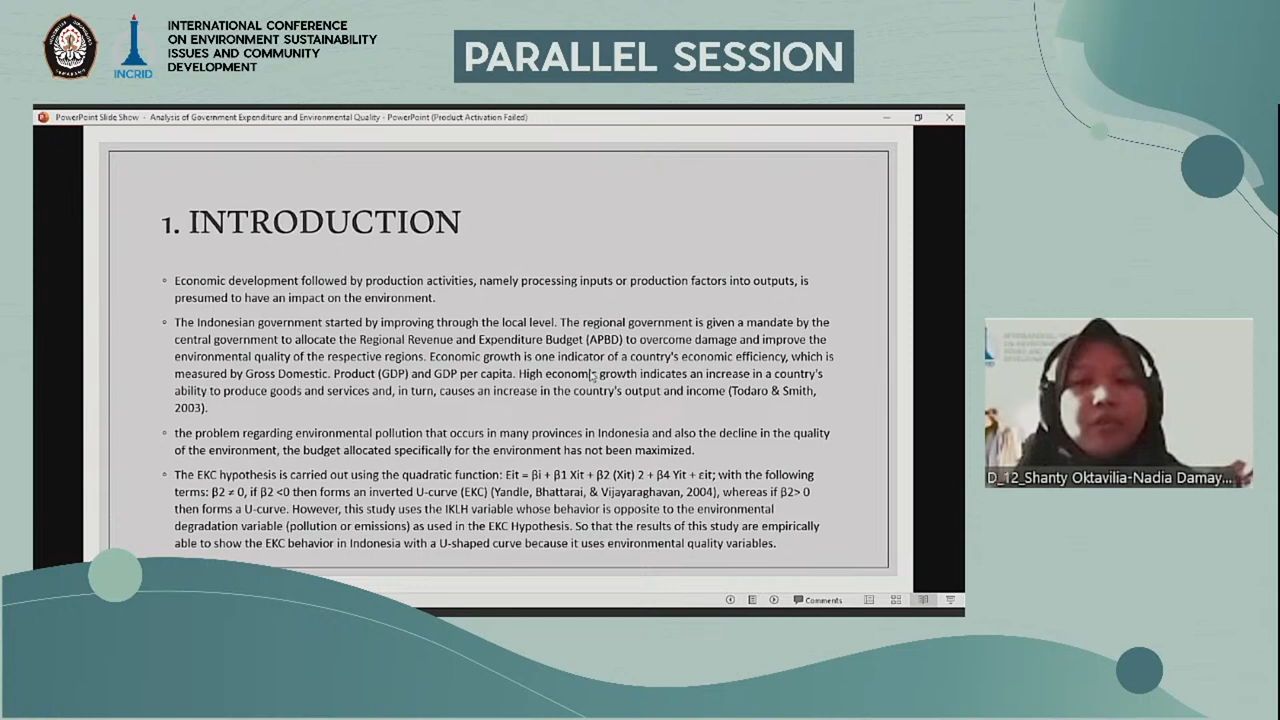 INTERNATIONAL CONFERENCE
ON ENVIRONMENT SUSTAINABILITY
ISSUES AND COMMUNITY
DEVELOPMENT
INCRID
PARALLEL SESSION
PowerPoint Slide Show - Analysis of Government Expenditure and Environmental Quality - PowerPoint (Product Activation Failed)
1. INTRODUCTION
Economic development followed by production activities, namely processing inputs or production factors into outputs, is
presumed to have an impact on the environment.
The Indonesian government started by improving through the local level. The regional government is given a mandate by the
central government to allocate the Regional Revenue and Expenditure Budget (APBD) to overcome damage and improve the
environmental quality of the respective regions. Economic growth is one indicator of a country's economic efficiency, which is
measured by Gross Domestic. Product (GDP) and GDP per capita. High economic growth indicates an increase in a country's
ability to produce goods and services and, in turn, causes an increase in the country's output and income (Todaro & Smith,
2003).
the problem regarding environmental pollution that occurs in many provinces in Indonesia and also the decline in the quality
of the environment, the budget allocated specifically for the environment has not been maximized.
The EKC hypothesis is carried out using the quadratic function: Eit = βi + β1 Xit + β2 (Xit) 2 + β4 Yit + εit; with the following
terms: β2 ≠ 0, if β2 <0 then forms an inverted U-curve (EKC) (Yandle, Bhattarai, & Vijayaraghavan, 2004), whereas if β2> 0
then forms a U-curve. However, this study uses the IKLH variable whose behavior is opposite to the environmental
degradation variable (pollution or emissions) as used in the EKC Hypothesis. So that the results of this study are empirically
able to show the EKC behavior in Indonesia with a U-shaped curve because it uses environmental quality variables.
Comments
D_12_Shanty Oktavilia-Nadia Damay...